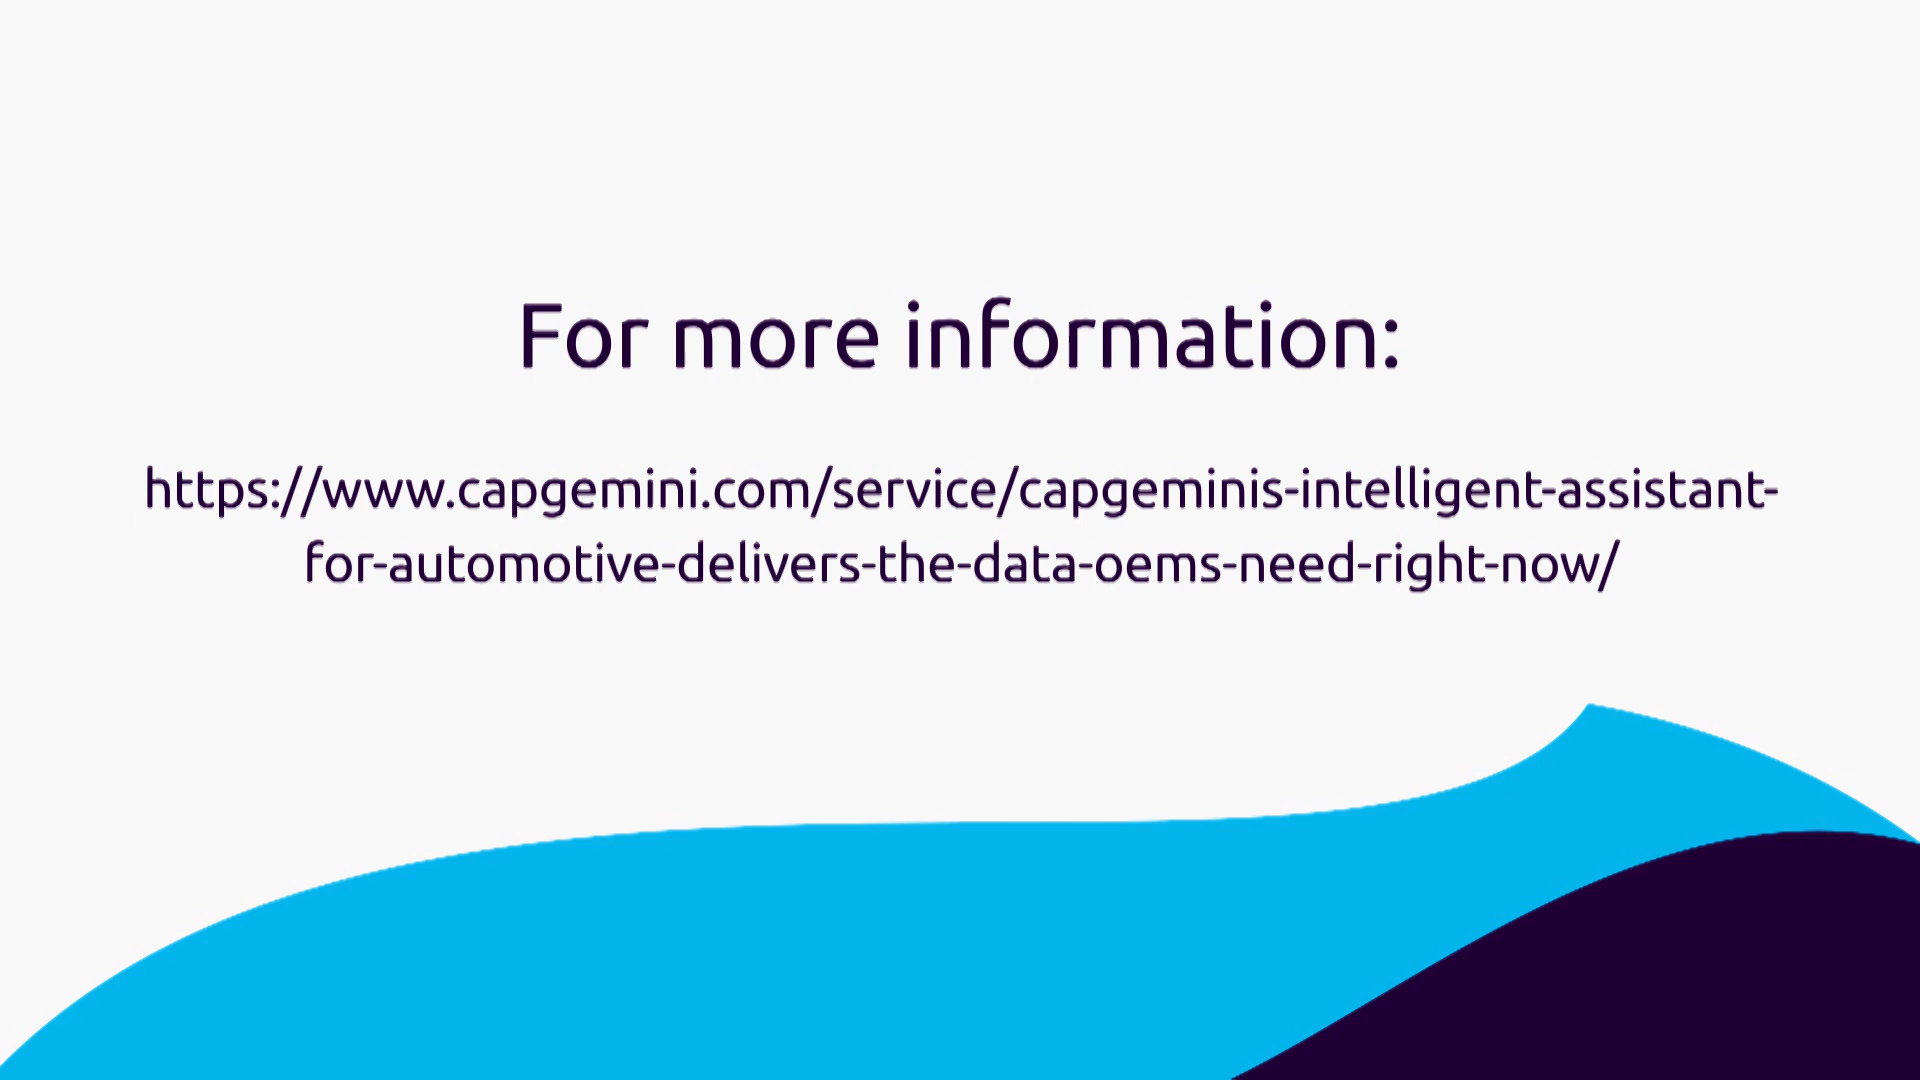 For more information:
https://www.capgemini.com/service/capgeminis-intelligent-assistant-
for-automotive-delivers-the-data-oems-need-right-now/